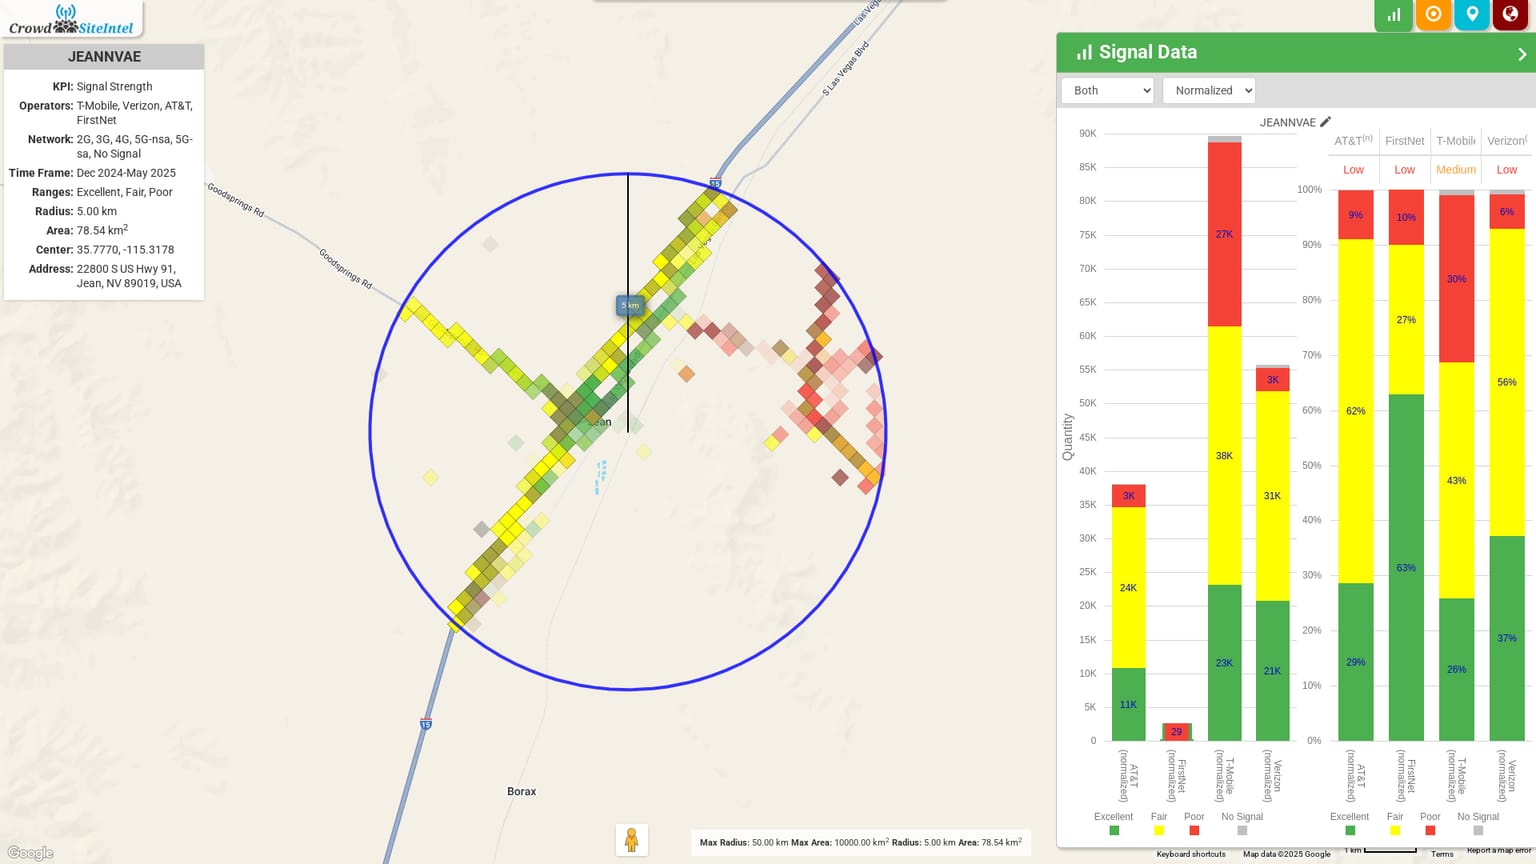 CrowdSiteIntel
JEANNVAE
KPI: Signal Strength
Operators: T-Mobile, Verizon, AT&T,
FirstNet
Network: 2G, 3G, 4G, 5G-nsa, 5G-
sa, No Signal
Time Frame: Dec 2024-May 2025
Ranges: Excellent, Fair, Poor
Radius: 5.00 km
Area: 78.54 km2
Center: 35.7770, -115.3178
Address: 22800 S US Hwy 91,
Jean, NV 89019, USA
Las Vega
S Las Vegas Blvd
Goodsprings Rd
Goodsprings Rd
15
5 km
ean
15
Borax
Google
Max Radius: 50.00 km Max Area: 10000.00 km2 Radius: 5.00 km Area: 78.54 km2
Signal Data
Both
Normalized
JEANNVAE
90K
85K
80K
75K
70K
65K
60K
55K
50K
45K
40K
35K
30K
25K
20K
15K
10K
5K
0
Quantity
3K
24K
11K
29
27K
38K
23K
3K
31K
21K
AT&T (normalized)
FirstNet (normalized)
T-Mobile (normalized)
Verizon (normalized)
Excellent
Fair
Poor
No Signal
AT&T(n)
FirstNet
T-Mobile
Verizon(
Low
Low
Medium
Low
100%
90%
80%
70%
60%
50%
40%
30%
20%
10%
0%
9%
62%
29%
10%
27%
63%
30%
43%
26%
6%
56%
37%
AT&T (normalized)
FirstNet (normalized)
T-Mobile (normalized)
Verizon (normalized)
Excellent
Fair
Poor
No Signal
Keyboard shortcuts
Map data ©2025 Google
1 km
Terms
Report a map error